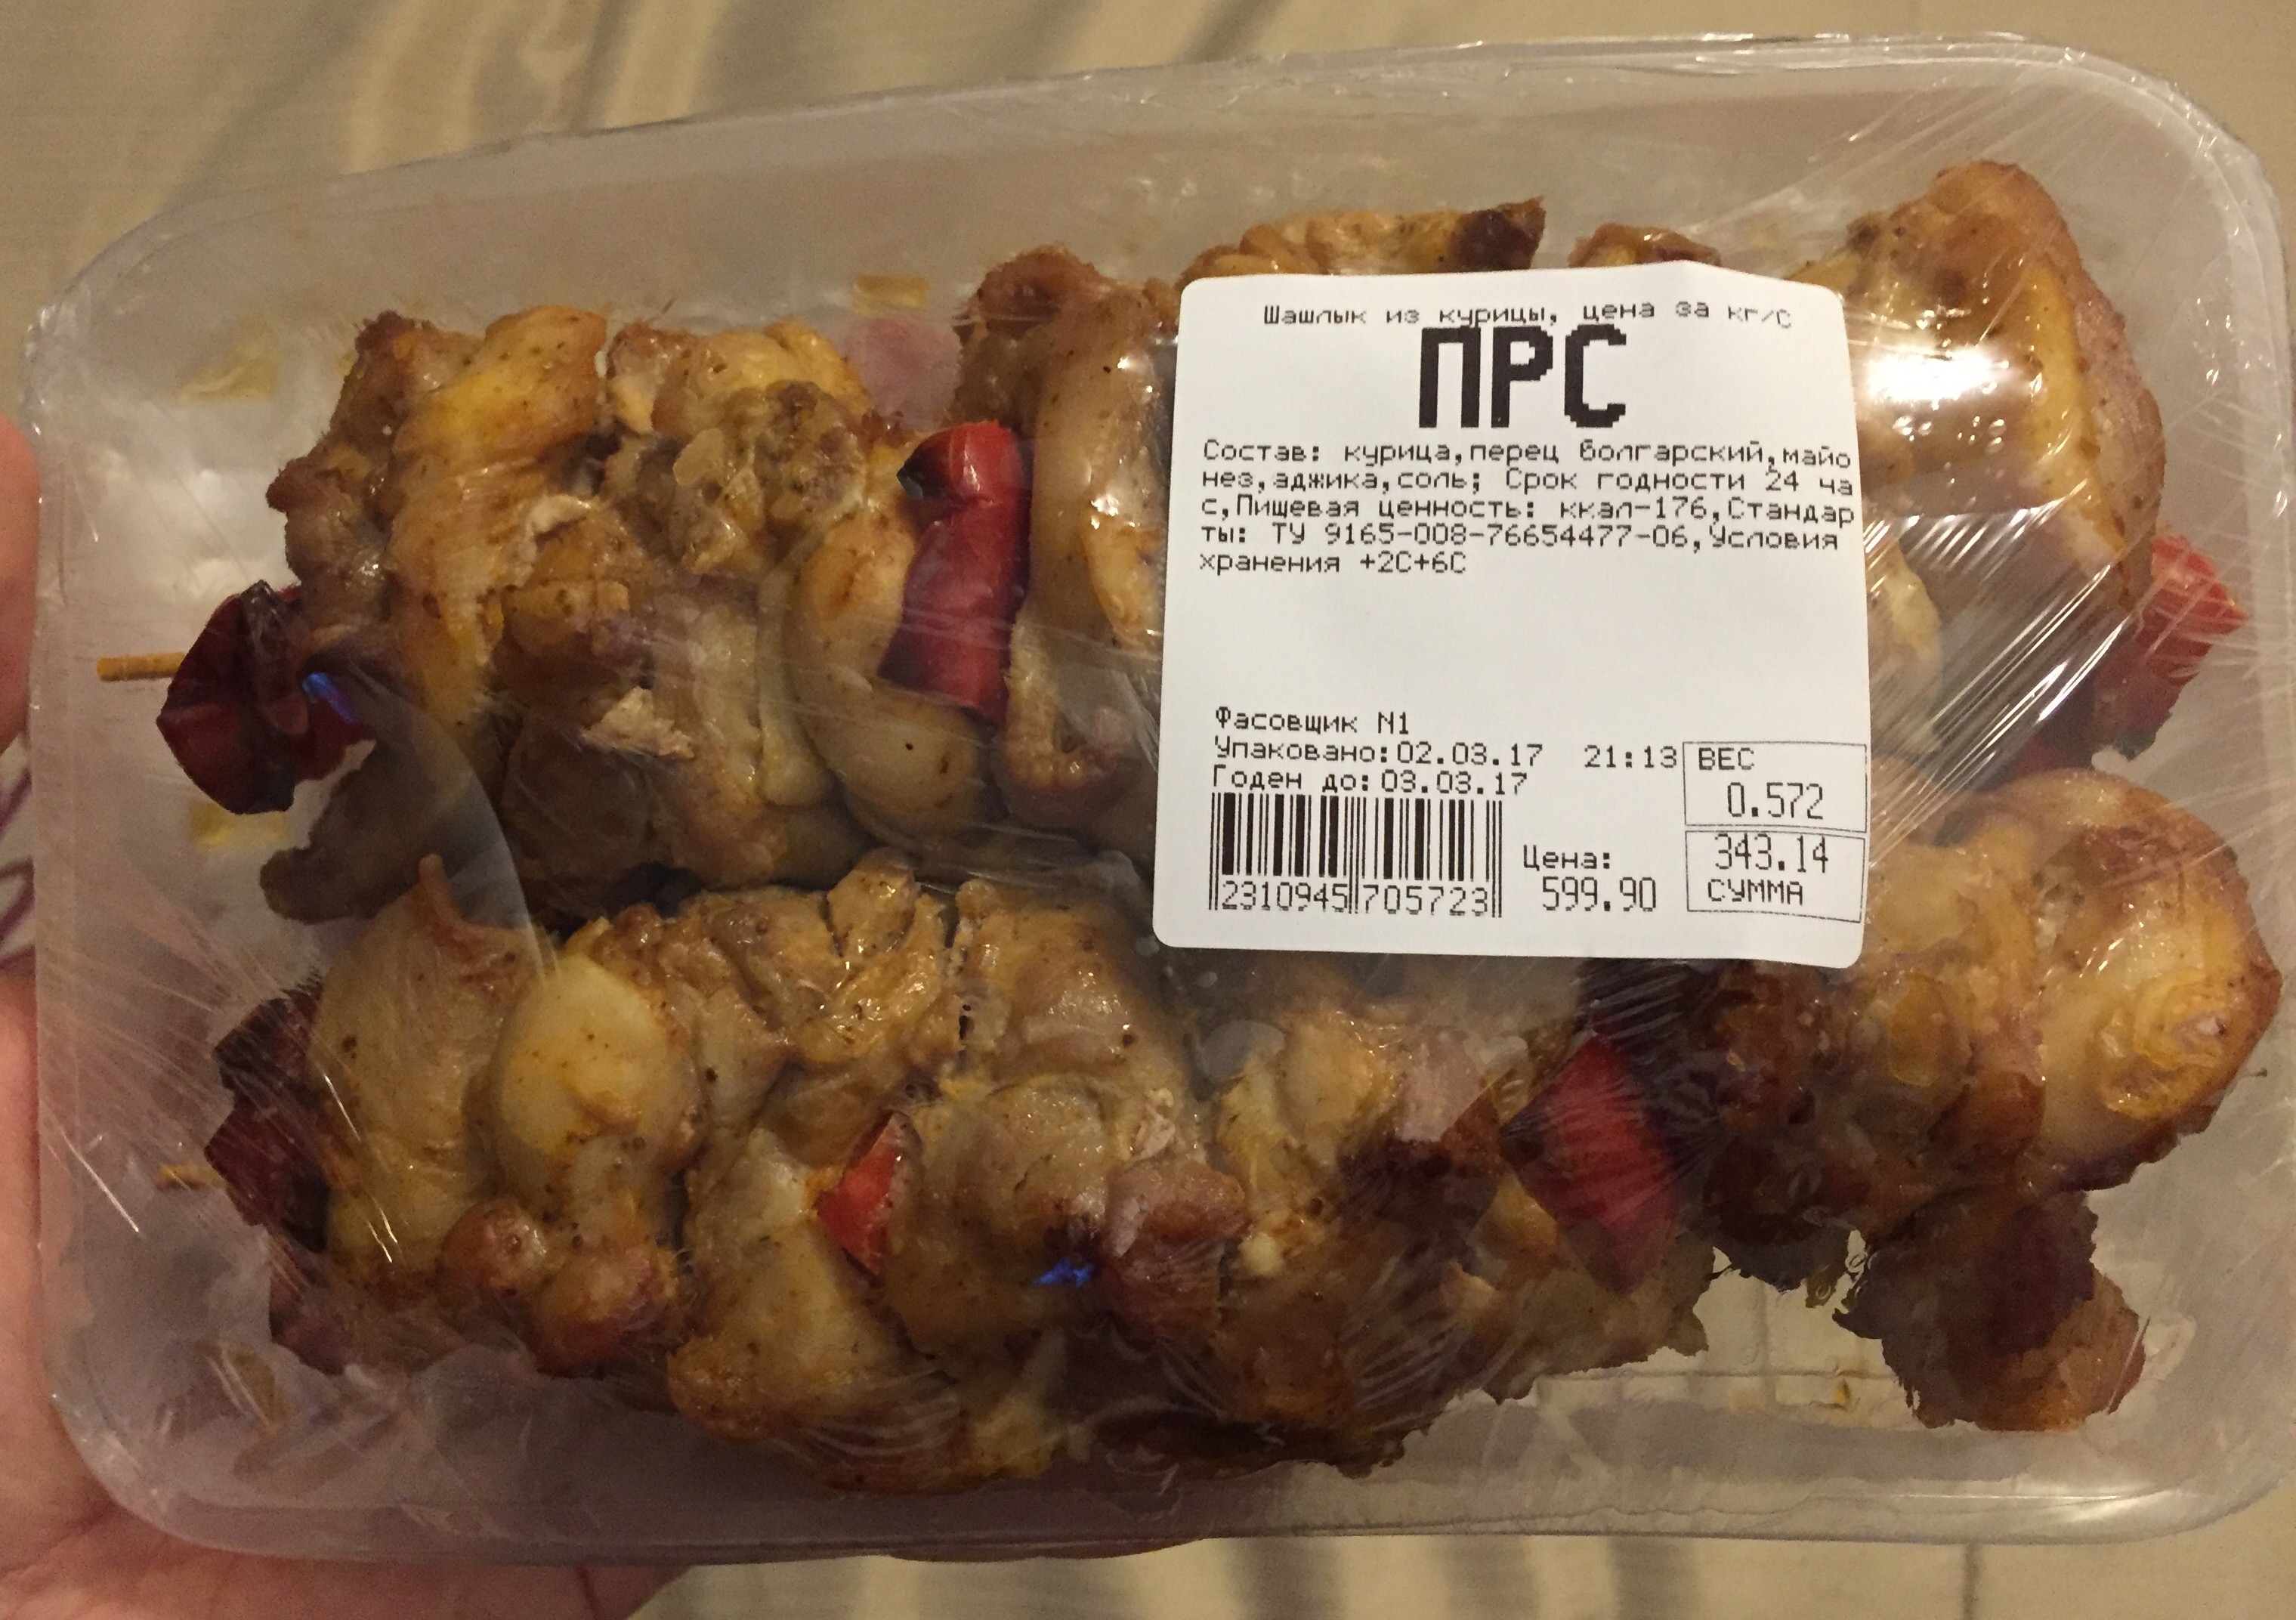 Шашлык из курицы, цена за кг/С
ПРС
Состав: курица,перец болгарский,майо
нез,аджика,соль; Срок годности 24 ча
с,Пищевая ценность: ккал-176,Стандар
ты: ТУ 9165-008-76654477-06,Условия
хранения +2С+6С
Фасовщик N1
Упаковано:02.03.17 21:13
Годен до:03.03.17
ВЕС
0.572
Цена:
599.90
343.14
СУММА
2310945705723